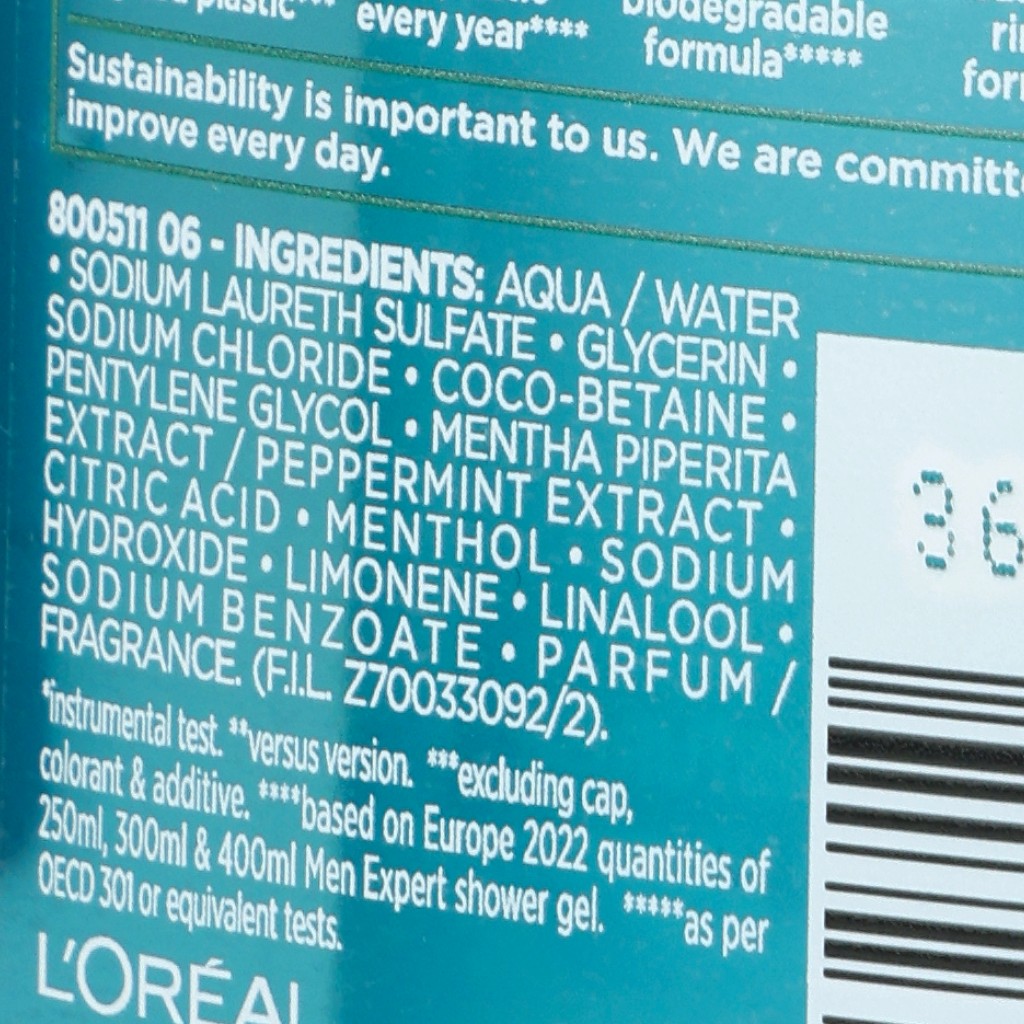 plastic***
every year****
biodegradable
formula*****
Sustainability is important to us. We are
improve every day.
800511 06 - INGREDIENTS: AQUA / WATER
• SODIUM LAURETH SULFATE • GLYCERIN •
SODIUM CHLORIDE • COCO-BETAINE •
PENTYLENE GLYCOL • MENTHA PIPERITA
EXTRACT / PEPPERMINT EXTRACT •
CITRIC ACID • MENTHOL • SODIUM
HYDROXIDE • LIMONENE • LINALOOL •
SODIUM BENZOATE • PARFUM /
FRAGRANCE. (F.I.L. Z70033092/2).
*instrumental test. **versus version. ***excluding cap,
colorant & additive. ****based on Europe 2022 quantities of
250ml, 300ml & 400ml Men Expert shower gel. *****as per
OECD 301 or equivalent tests.
L'ORÉAL
36